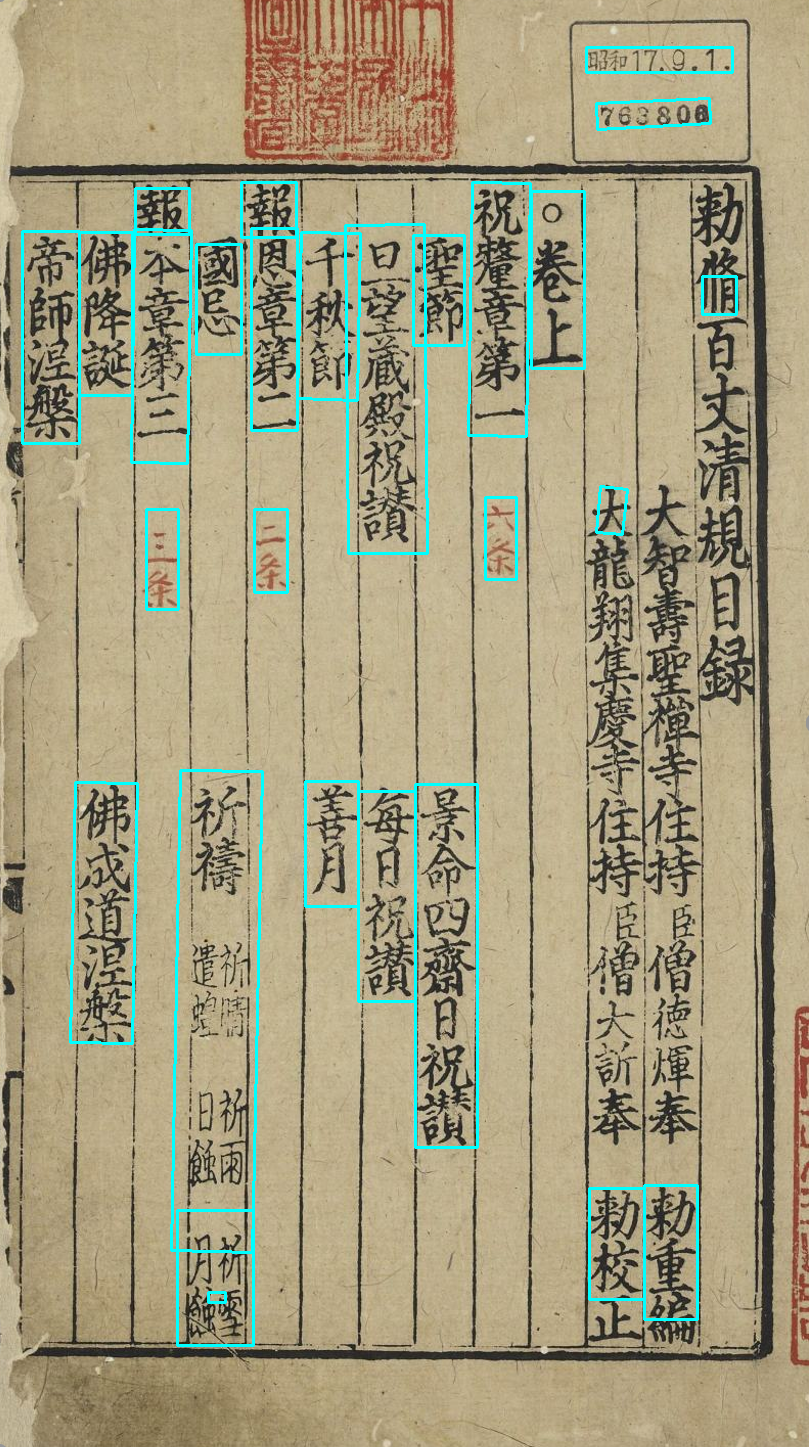 昭和17.9.1.
763806
勅脩百丈清規目録
大智壽聖禪寺住持臣僧德煇奉勅重編
大龍翔集慶寺住持臣僧大訢奉勅校正
○卷上
祝釐章第一 六条
聖節 景命四齋日祝讃
旦望藏殿祝讃 每日祝讃
千秋節 善月
報恩章第二 二条
國忌 祈禱 祈晴 祈雨 祈雪 遣蝗 日蝕 月蝕
報本章第三 三条
佛降誕 佛成道涅槃
帝師涅槃